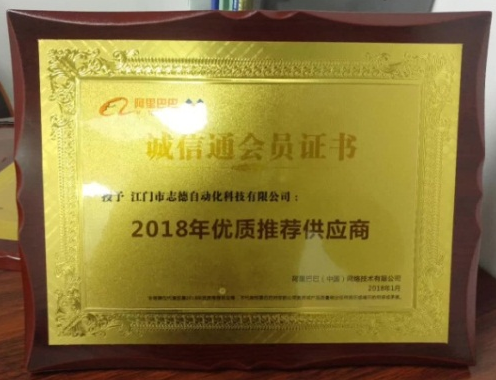 阿里巴巴
诚信通会员证书
授予 江门市志德自动化科技有限公司：
2018年优质推荐供应商
阿里巴巴（中国）网络技术有限公司
2018年1月